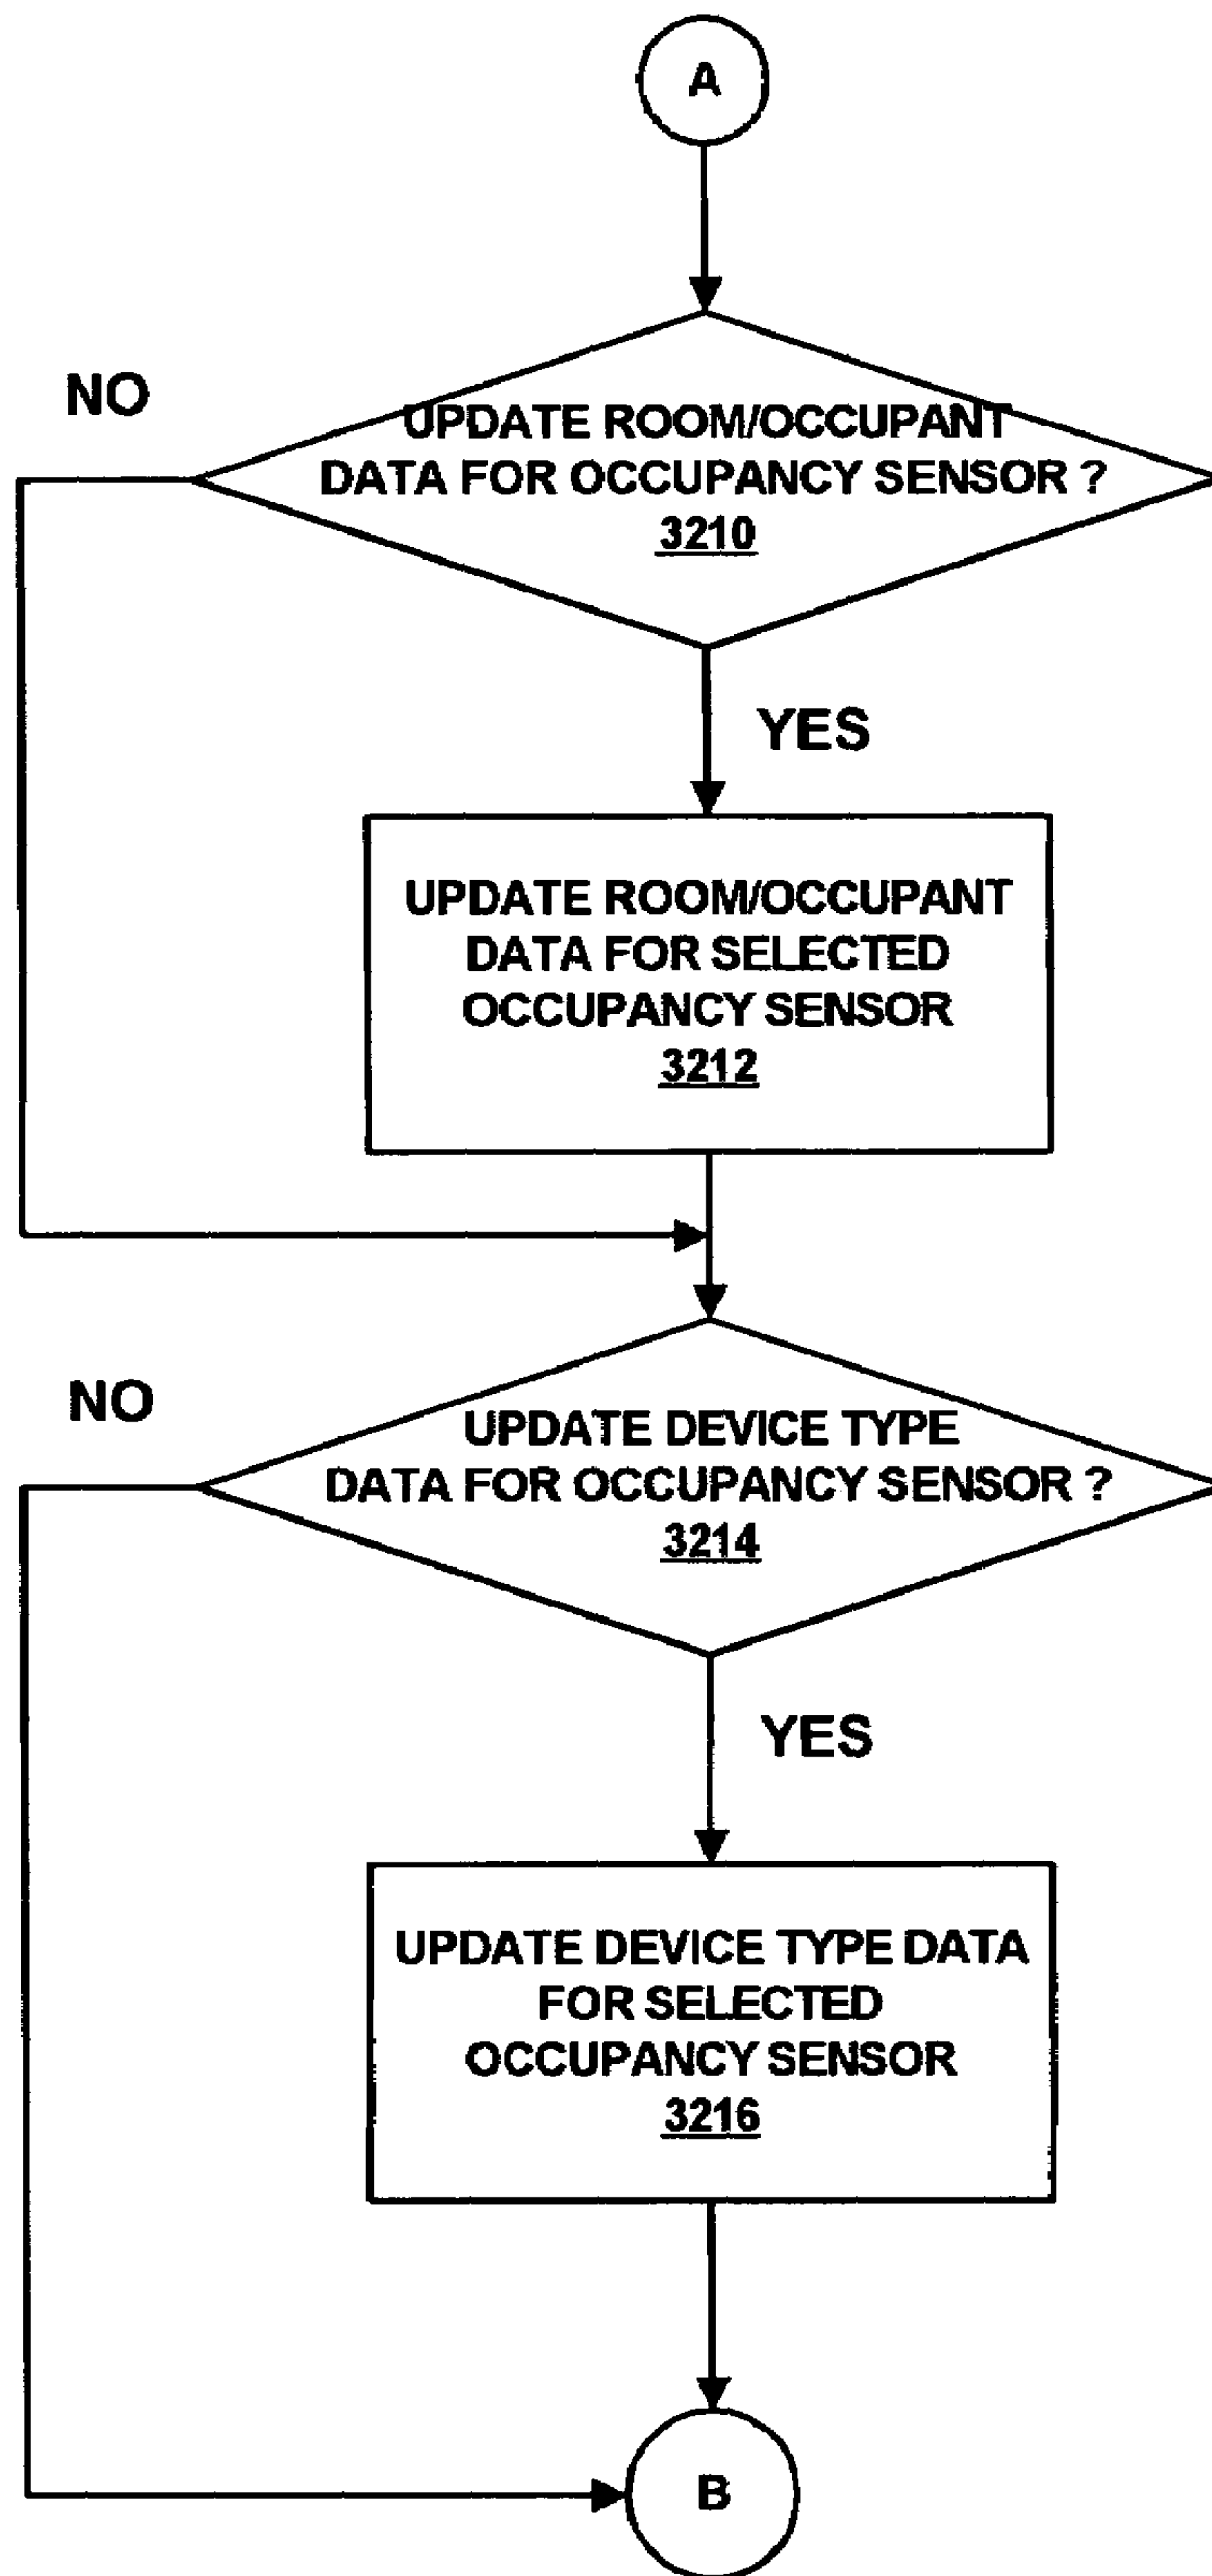 A
NO
UPDATE ROOM/OCCUPANT
DATA FOR OCCUPANCY SENSOR ?
3210
YES
UPDATE ROOM/OCCUPANT
DATA FOR SELECTED
OCCUPANCY SENSOR
3212
NO
UPDATE DEVICE TYPE
DATA FOR OCCUPANCY SENSOR ?
3214
YES
UPDATE DEVICE TYPE DATA
FOR SELECTED
OCCUPANCY SENSOR
3216
B